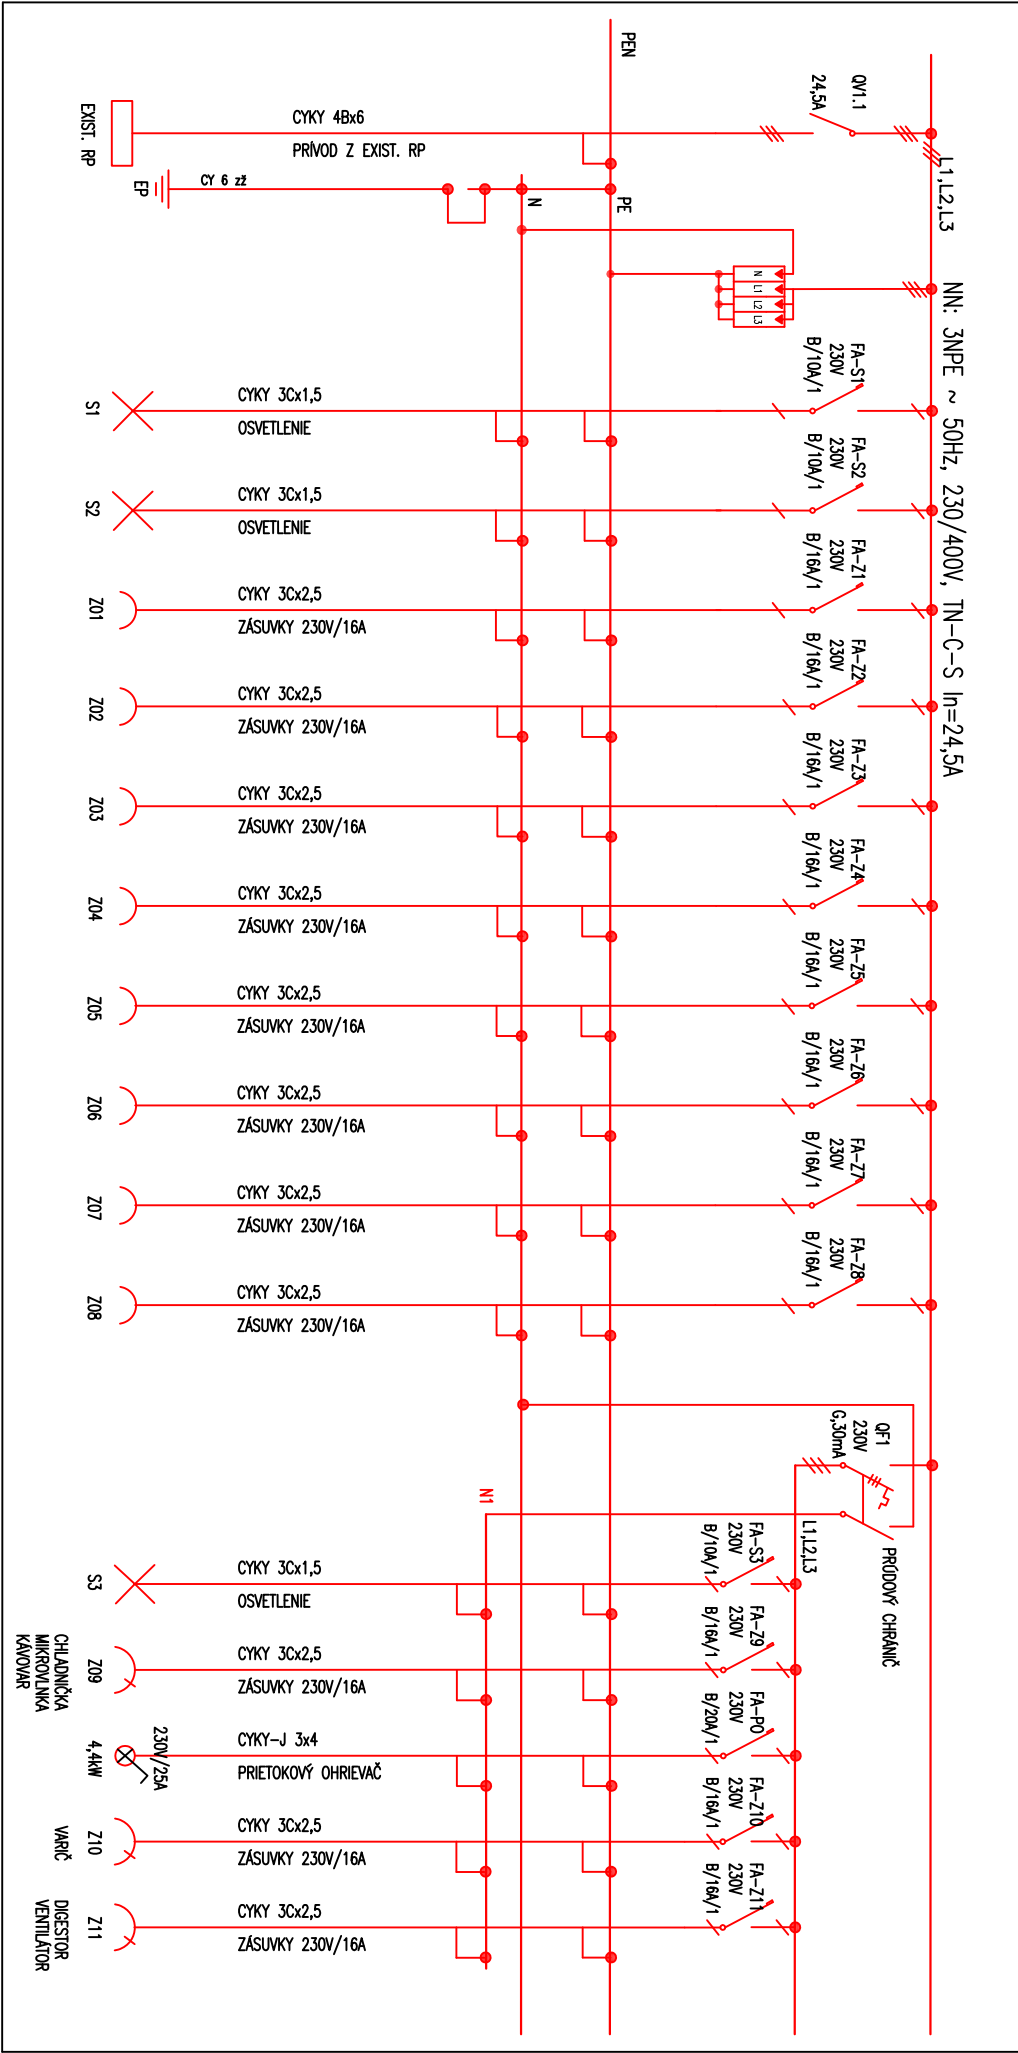 PEN
QV1.1
24,5A
L1,L2,L3
CYKY 4Bx6
PRÍVOD Z EXIST. RP
EXIST. RP
CY 6 zž
EP
N
PE
N
L1
L2
L3
NN: 3NPE ~ 50Hz, 230/400V, TN-C-S In=24,5A
FA-S1
230V
B/10A/1
CYKY 3Cx1,5
OSVETLENIE
S1
FA-S2
230V
B/10A/1
CYKY 3Cx1,5
OSVETLENIE
S2
FA-Z1
230V
B/16A/1
CYKY 3Cx2,5
ZÁSUVKY 230V/16A
Z01
FA-Z2
230V
B/16A/1
CYKY 3Cx2,5
ZÁSUVKY 230V/16A
Z02
FA-Z3
230V
B/16A/1
CYKY 3Cx2,5
ZÁSUVKY 230V/16A
Z03
FA-Z4
230V
B/16A/1
CYKY 3Cx2,5
ZÁSUVKY 230V/16A
Z04
FA-Z5
230V
B/16A/1
CYKY 3Cx2,5
ZÁSUVKY 230V/16A
Z05
FA-Z6
230V
B/16A/1
CYKY 3Cx2,5
ZÁSUVKY 230V/16A
Z06
FA-Z7
230V
B/16A/1
CYKY 3Cx2,5
ZÁSUVKY 230V/16A
Z07
FA-Z8
230V
B/16A/1
CYKY 3Cx2,5
ZÁSUVKY 230V/16A
Z08
QF1
230V
G,30mA
PRÚDOVÝ CHRÁNIČ
N1
L1,L2,L3
FA-S3
230V
B/10A/1
CYKY 3Cx1,5
OSVETLENIE
S3
FA-Z9
230V
B/16A/1
CYKY 3Cx2,5
ZÁSUVKY 230V/16A
Z09
CHLADNIČKA
MIKROVLNKA
KÁVOVAR
FA-PO
230V
B/20A/1
CYKY-J 3x4
PRIETOKOVÝ OHRIEVAČ
230V/25A
4,4kW
FA-Z10
230V
B/16A/1
CYKY 3Cx2,5
ZÁSUVKY 230V/16A
Z10
VARIČ
FA-Z11
230V
B/16A/1
CYKY 3Cx2,5
ZÁSUVKY 230V/16A
Z11
DIGESTOR
VENTILÁTOR